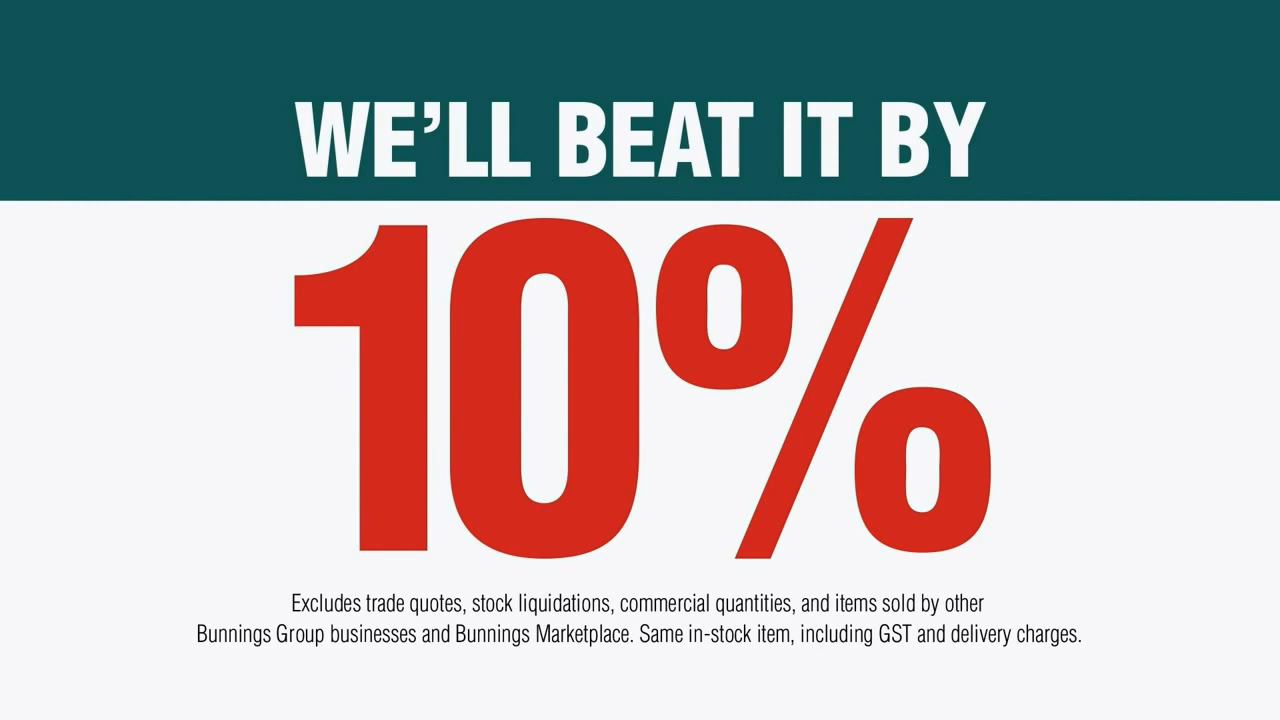 WE’LL BEAT IT BY
10%
Excludes trade quotes, stock liquidations, commercial quantities, and items sold by other
Bunnings Group businesses and Bunnings Marketplace. Same in-stock item, including GST and delivery charges.